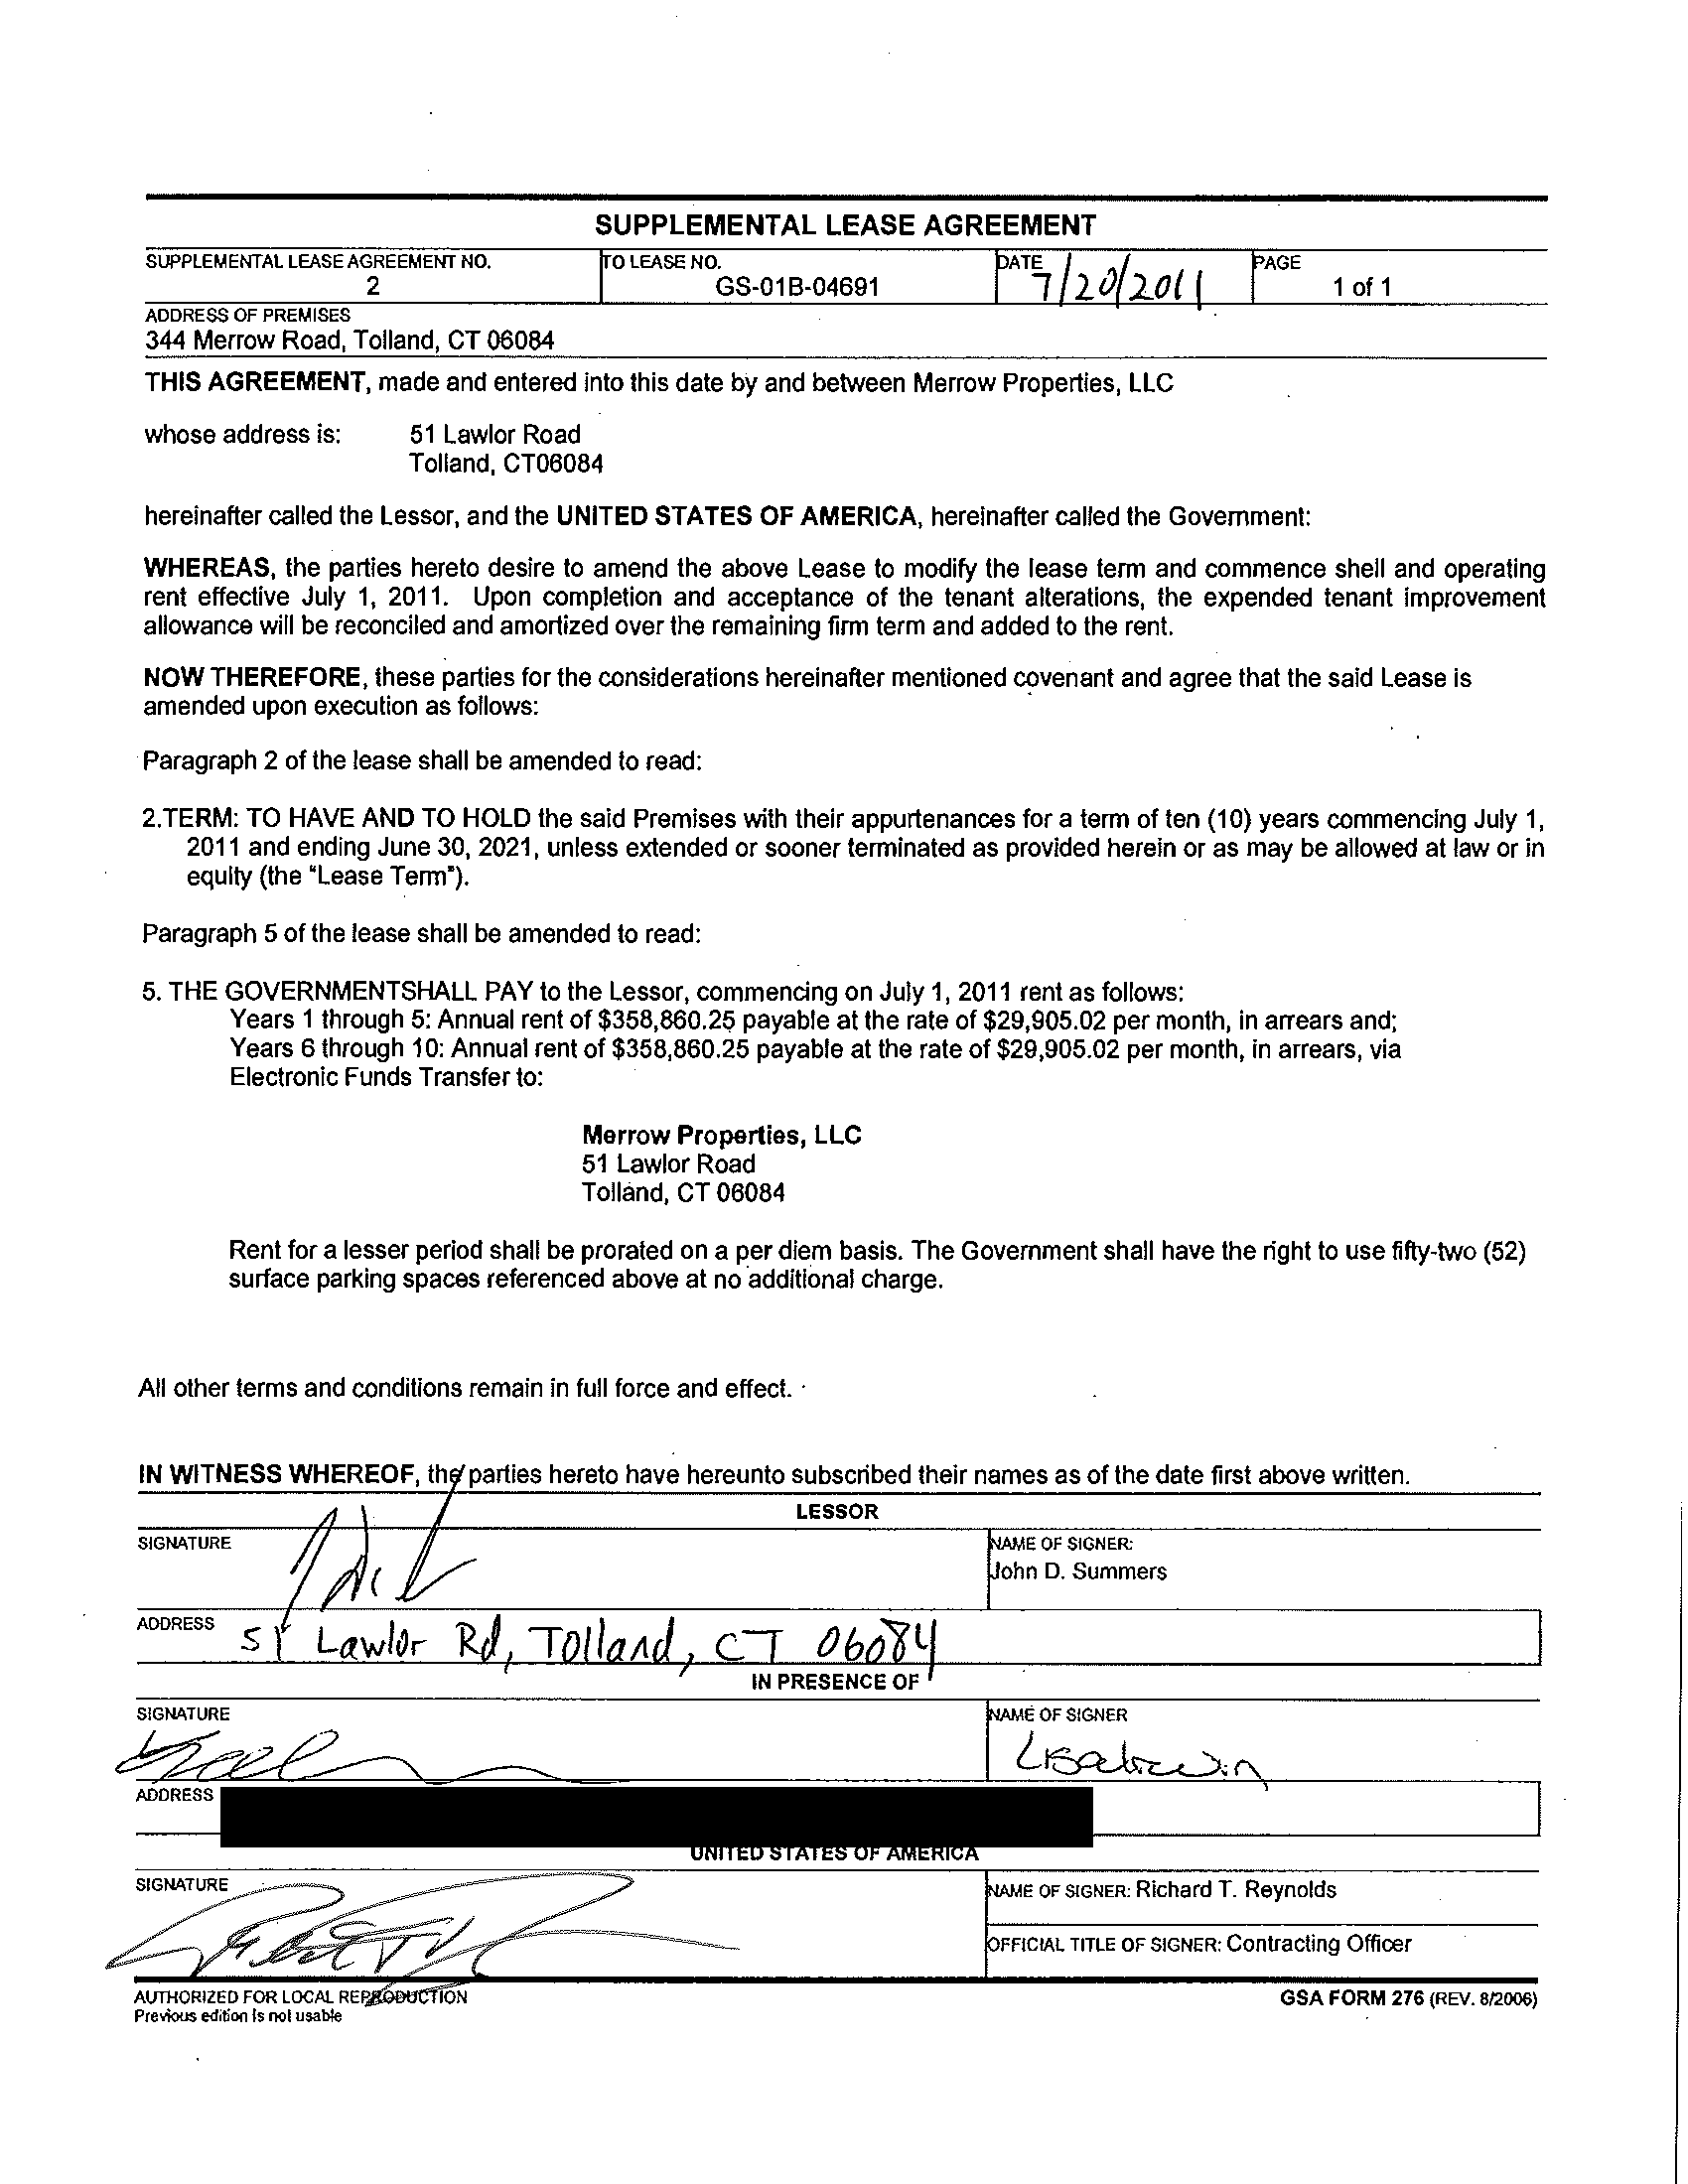 SUPPLEMENTAL LEASE AGREEMENT
SUPPLEMENTAL LEASE AGREEMENT NO. TO LEASE NO. DATE PAGE
2 GS-01B-04691 7/20/2011 1 of 1
ADDRESS OF PREMISES
344 Merrow Road, Tolland, CT 06084
THIS AGREEMENT, made and entered into this date by and between Merrow Properties, LLC
whose address is: 51 Lawlor Road
Tolland, CT06084
hereinafter called the Lessor, and the UNITED STATES OF AMERICA, hereinafter called the Government:
WHEREAS, the parties hereto desire to amend the above Lease to modify the lease term and commence shell and operating
rent effective July 1, 2011. Upon completion and acceptance of the tenant alterations, the expended tenant improvement
allowance will be reconciled and amortized over the remaining firm term and added to the rent.
NOW THEREFORE, these parties for the considerations hereinafter mentioned covenant and agree that the said Lease is
amended upon execution as follows:
Paragraph 2 of the lease shall be amended to read:
2.TERM: TO HAVE AND TO HOLD the said Premises with their appurtenances for a term of ten (10) years commencing July 1,
2011 and ending June 30, 2021, unless extended or sooner terminated as provided herein or as may be allowed at law or in
equity (the "Lease Term").
Paragraph 5 of the lease shall be amended to read:
5. THE GOVERNMENTSHALL PAY to the Lessor, commencing on July 1, 2011 rent as follows:
Years 1 through 5: Annual rent of $358,860.25 payable at the rate of $29,905.02 per month, in arrears and;
Years 6 through 10: Annual rent of $358,860.25 payable at the rate of $29,905.02 per month, in arrears, via
Electronic Funds Transfer to:
Merrow Properties, LLC
51 Lawlor Road
Tolland, CT 06084
Rent for a lesser period shall be prorated on a per diem basis. The Government shall have the right to use fifty-two (52)
surface parking spaces referenced above at no additional charge.
All other terms and conditions remain in full force and effect.
IN WITNESS WHEREOF, the parties hereto have hereunto subscribed their names as of the date first above written.
LESSOR
SIGNATURE NAME OF SIGNER:
John D. Summers
ADDRESS 51 Lawlor Rd, Tolland, CT 06084
IN PRESENCE OF
SIGNATURE NAME OF SIGNER
ADDRESS
UNITED STATES OF AMERICA
SIGNATURE NAME OF SIGNER: Richard T. Reynolds
OFFICIAL TITLE OF SIGNER: Contracting Officer
AUTHORIZED FOR LOCAL REPRODUCTION GSA FORM 276 (REV. 8/2006)
Previous edition is not usable